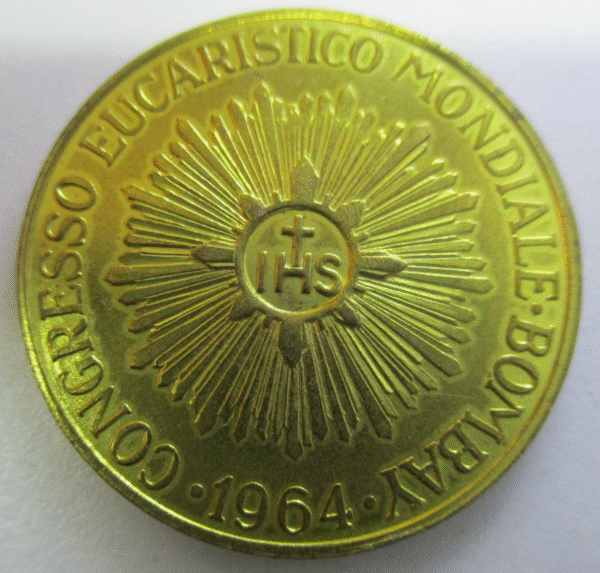 CONGRESSO EUCARISTICO MONDIALE · BOMBAY
· 1964 ·
IHS